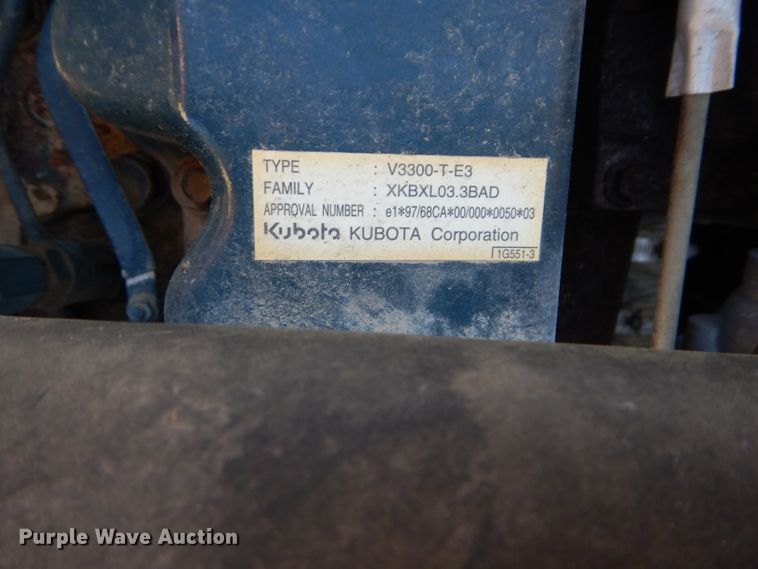 TYPE : V3300-T-E3
FAMILY : XKBXL03.3BAD
APPROVAL NUMBER : e1*97/68CA*00/000*0050*03
Kubota KUBOTA Corporation
1G551-3
Purple Wave Auction®